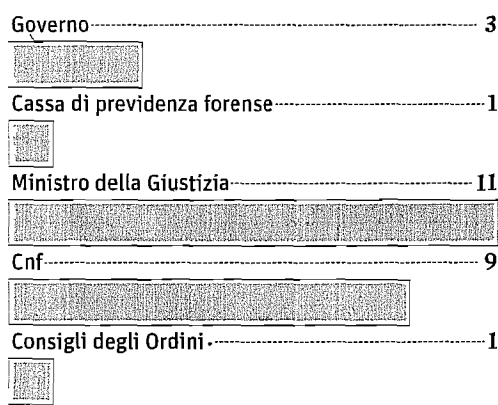 Governo 3
Cassa di previdenza forense 1
Ministro della Giustizia 11
Cnf 9
Consigli degli Ordini 1